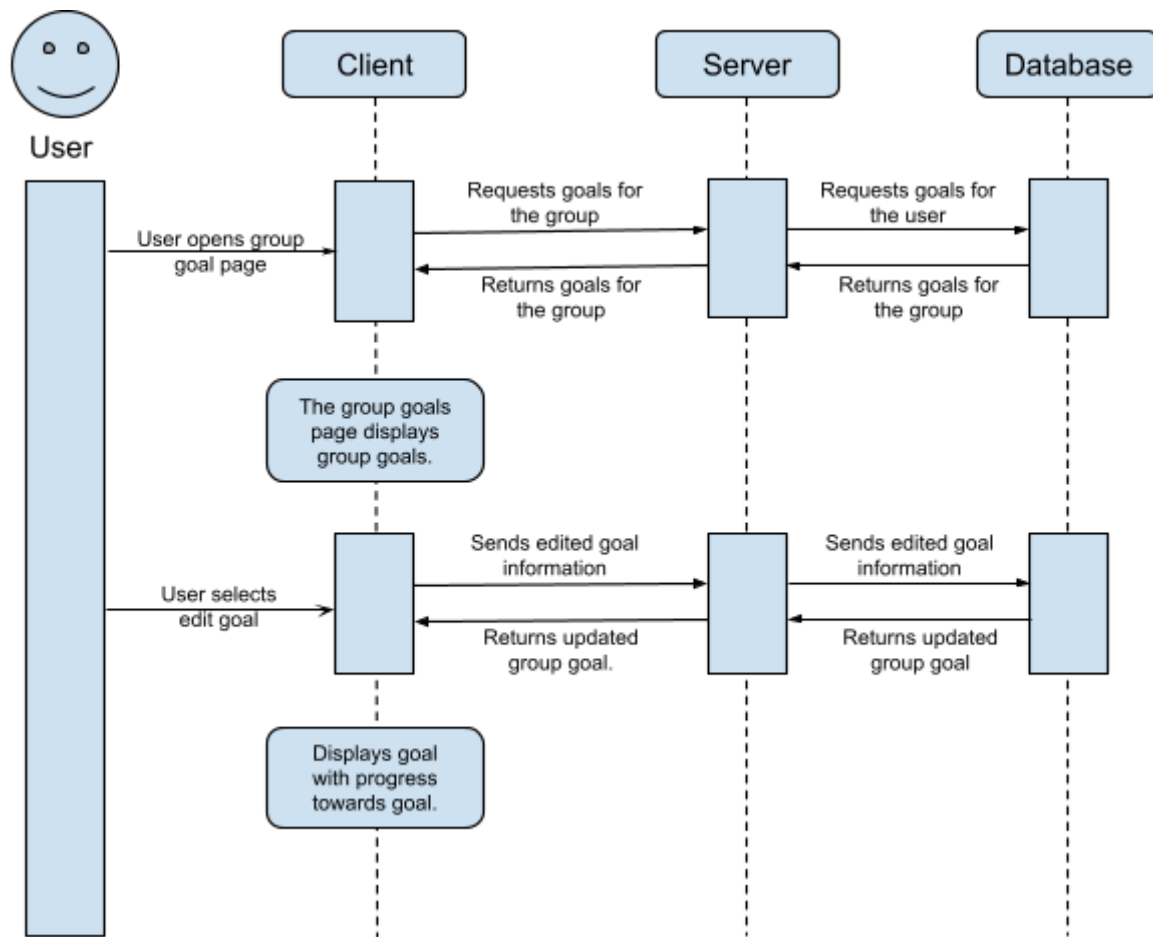 Client
Server
Database
User
Requests goals for
the group
Requests goals for
the user
User opens group
goal page
Returns goals for
the group
Returns goals for
the group
The group goals
page displays
group goals.
Sends edited goal
information
Sends edited goal
information
User selects
edit goal
Returns updated
group goal.
Returns updated
group goal
Displays goal
with progress
towards goal.